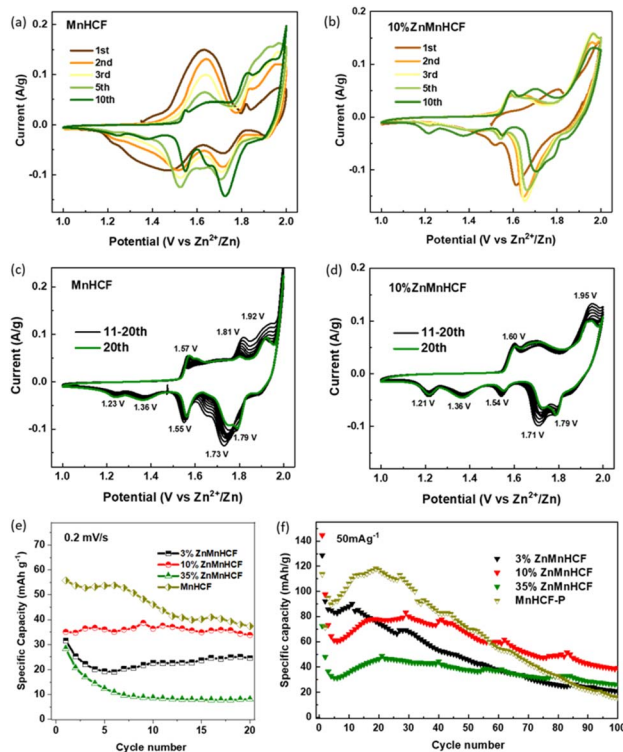 (a)
MnHCF
1st
2nd
3rd
5th
10th
Current (A/g)
0.2
0.1
0.0
-0.1
1.0 1.2 1.4 1.6 1.8 2.0
Potential (V vs Zn²⁺/Zn)
(b)
10%ZnMnHCF
1st
2nd
3rd
5th
10th
Current (A/g)
0.2
0.1
0.0
-0.1
1.0 1.2 1.4 1.6 1.8 2.0
Potential (V vs Zn²⁺/Zn)
(c)
MnHCF
11-20th
20th
1.57 V
1.81 V
1.92 V
1.23 V
1.36 V
1.55 V
1.73 V
1.79 V
Current (A/g)
0.2
0.1
0.0
-0.1
1.0 1.2 1.4 1.6 1.8 2.0
Potential (V vs Zn²⁺/Zn)
(d)
10%ZnMnHCF
11-20th
20th
1.60 V
1.95 V
1.21 V
1.36 V
1.54 V
1.71 V
1.79 V
Current (A/g)
0.2
0.1
0.0
-0.1
1.0 1.2 1.4 1.6 1.8 2.0
Potential (V vs Zn²⁺/Zn)
(e)
0.2 mV/s
3% ZnMnHCF
10% ZnMnHCF
35% ZnMnHCF
MnHCF
Specific Capacity (mAh g⁻¹)
90
80
70
60
50
40
30
20
10
0
0 5 10 15 20
Cycle number
(f)
50mAg⁻¹
3% ZnMnHCF
10% ZnMnHCF
35% ZnMnHCF
MnHCF-P
Specific capacity (mAh/g)
140
120
100
80
60
40
20
0
0 10 20 30 40 50 60 70 80 90 100
Cycle number